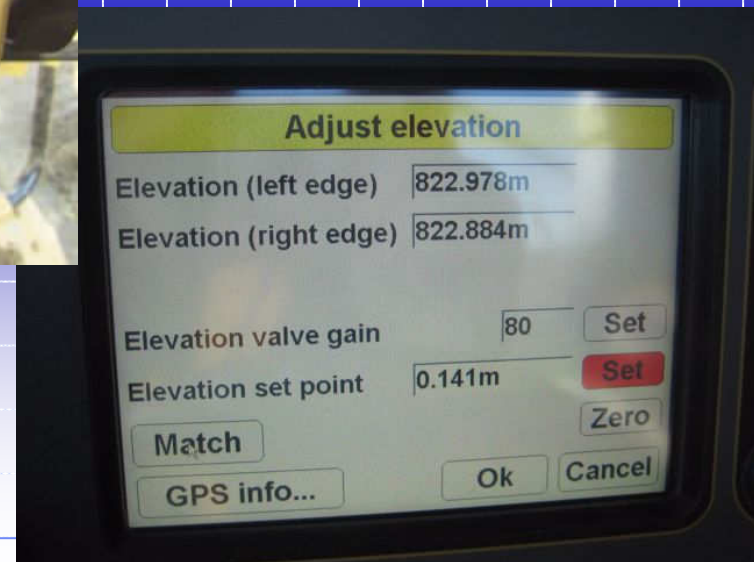 Adjust elevation
Elevation (left edge) 822.978m
Elevation (right edge) 822.884m
Elevation valve gain 80 Set
Elevation set point 0.141m Set
Zero
Match
GPS info... Ok Cancel